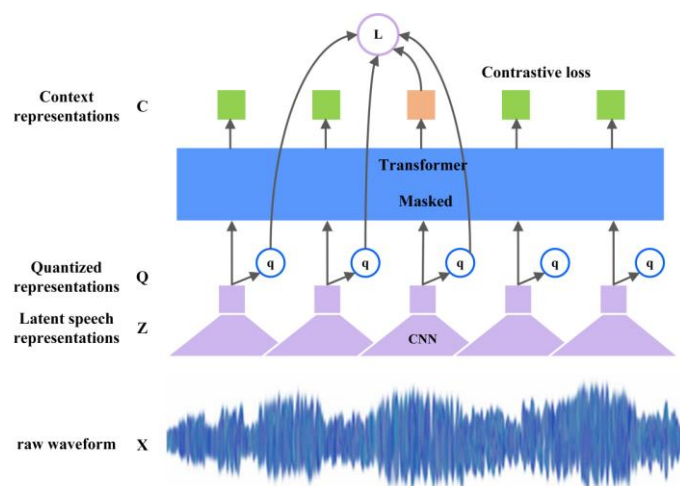 L
Contrastive loss
Context
representations C
Transformer
Masked
Quantized
representations Q
q q q q q
Latent speech
representations Z
CNN
raw waveform X